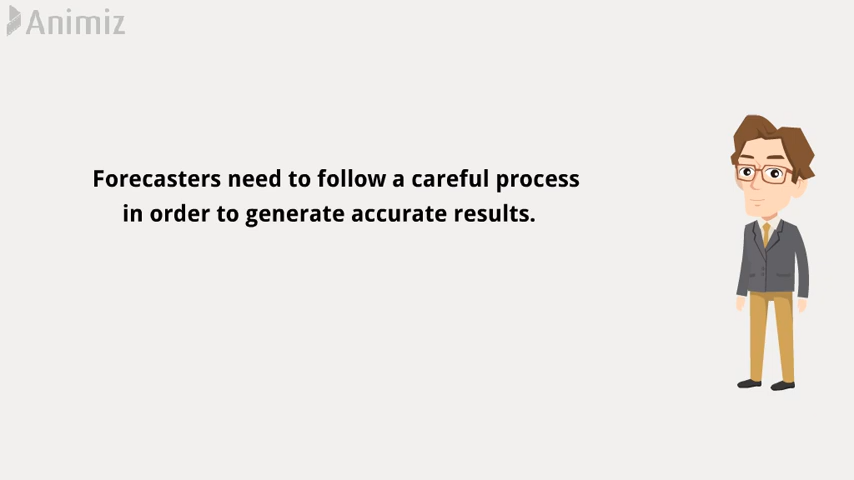 Animiz
Forecasters need to follow a careful process
in order to generate accurate results.